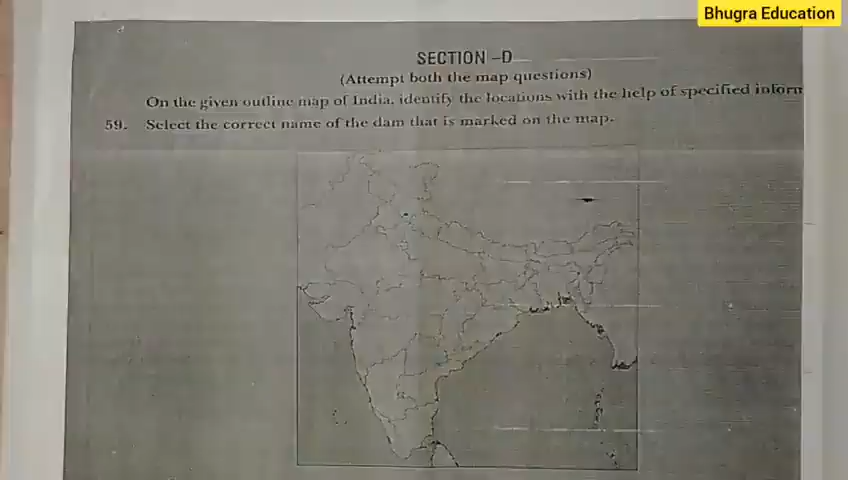 Bhugra Education
SECTION –D
(Attempt both the map questions)
On the given outline map of India, identify the locations with the help of specified inform
59. Select the correct name of the dam that is marked on the map.